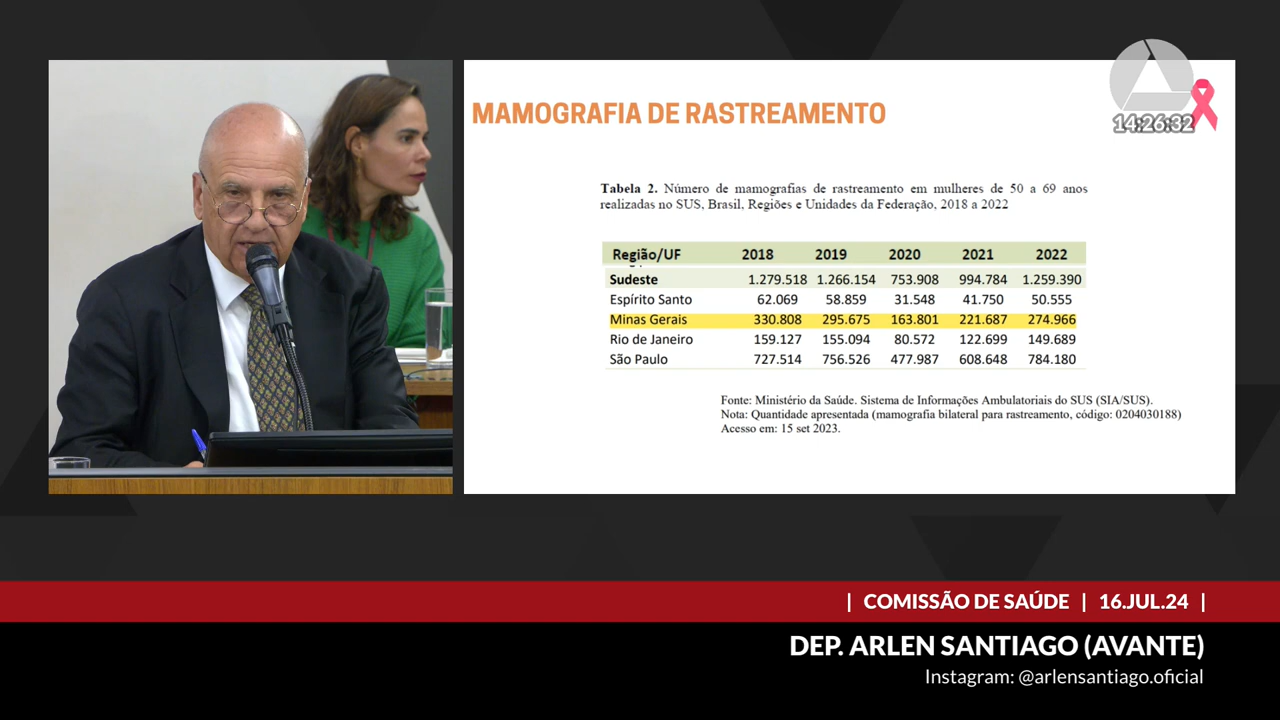 14:26:32
MAMOGRAFIA DE RASTREAMENTO
Tabela 2. Número de mamografias de rastreamento em mulheres de 50 a 69 anos
realizadas no SUS, Brasil, Regiões e Unidades da Federação, 2018 a 2022
Região/UF 2018 2019 2020 2021 2022
Sudeste 1.279.518 1.266.154 753.908 994.784 1.259.390
Espírito Santo 62.069 58.859 31.548 41.750 50.555
Minas Gerais 330.808 295.675 163.801 221.687 274.966
Rio de Janeiro 159.127 155.094 80.572 122.699 149.689
São Paulo 727.514 756.526 477.987 608.648 784.180
Fonte: Ministério da Saúde. Sistema de Informações Ambulatoriais do SUS (SIA/SUS).
Nota: Quantidade apresentada (mamografia bilateral para rastreamento, código: 0204030188)
Acesso em: 15 set 2023.
| COMISSÃO DE SAÚDE | 16.JUL.24 |
DEP. ARLEN SANTIAGO (AVANTE)
Instagram: @arlensantiago.oficial